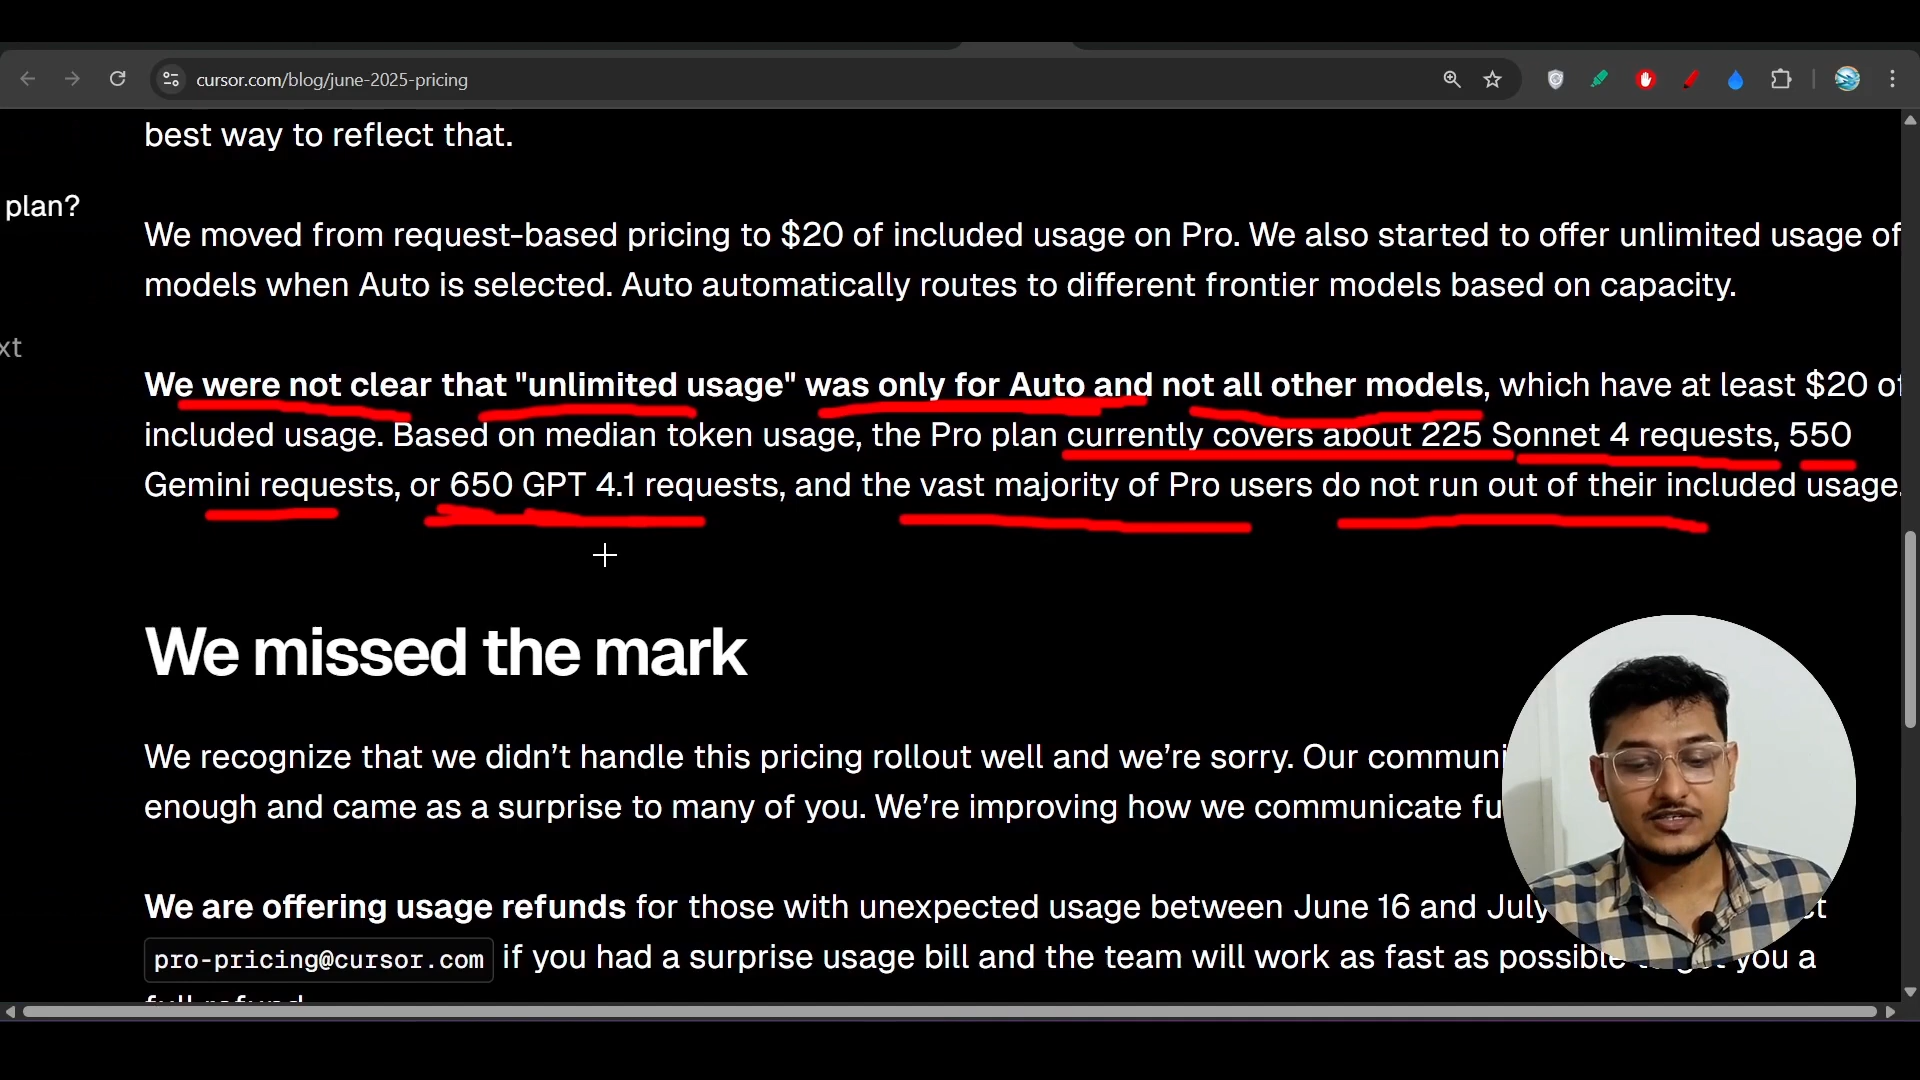 cursor.com/blog/june-2025-pricing
best way to reflect that.
plan?
We moved from request-based pricing to $20 of included usage on Pro. We also started to offer unlimited usage of
models when Auto is selected. Auto automatically routes to different frontier models based on capacity.
xt
We were not clear that "unlimited usage" was only for Auto and not all other models, which have at least $20 of
included usage. Based on median token usage, the Pro plan currently covers about 225 Sonnet 4 requests, 550
Gemini requests, or 650 GPT 4.1 requests, and the vast majority of Pro users do not run out of their included usage.
We missed the mark
We recognize that we didn't handle this pricing rollout well and we're sorry. Our communi
enough and came as a surprise to many of you. We're improving how we communicate fu
We are offering usage refunds for those with unexpected usage between June 16 and July
pro-pricing@cursor.com if you had a surprise usage bill and the team will work as fast as possible to get you a
full refund